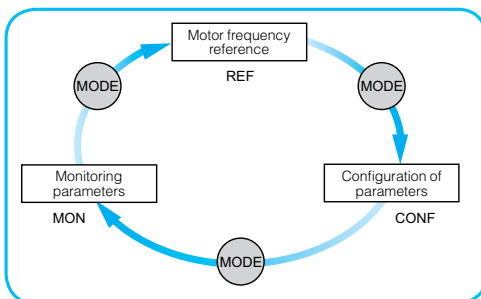 Motor frequency
reference
REF
MODE
MODE
Monitoring
parameters
MON
Configuration of
parameters
CONF
MODE